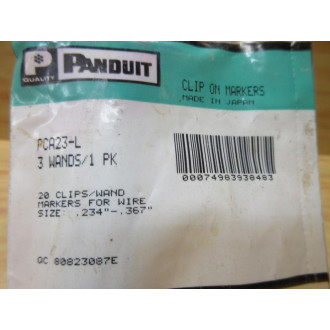 P PANDUIT
QUALITY
CLIP ON MARKERS
MADE IN JAPAN
PCA23-L
3 WANDS/1 PK
00074983938483
20 CLIPS/WAND
MARKERS FOR WIRE
SIZE: .234"-.367"
QC 80823087E